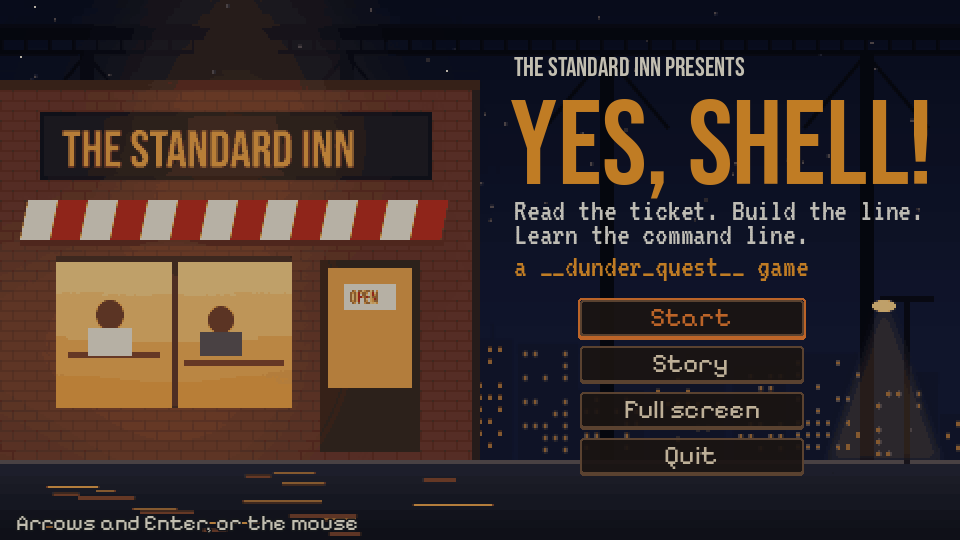 THE STANDARD INN PRESENTS
YES, SHELL!
Read the ticket. Build the line.
Learn the command line.
a __dunder_quest__ game
THE STANDARD INN
OPEN
Start
Story
Full screen
Quit
Arrows and Enter, or the mouse